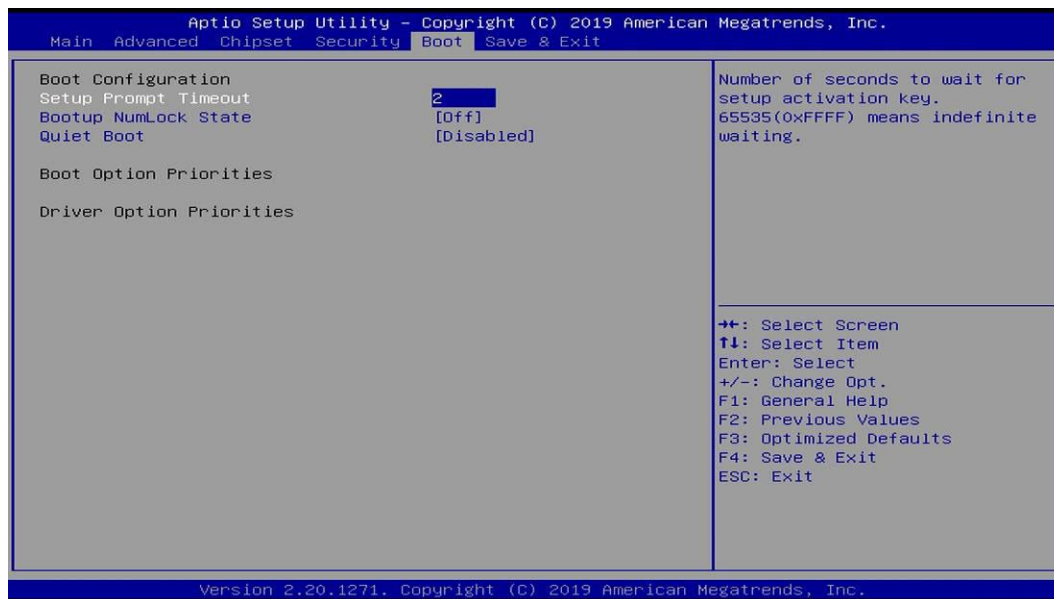 Aptio Setup Utility – Copyright (C) 2019 American Megatrends, Inc.
Main Advanced Chipset Security Boot Save & Exit
Boot Configuration
Setup Prompt Timeout 2
Bootup NumLock State [Off]
Quiet Boot [Disabled]
Boot Option Priorities
Driver Option Priorities
Number of seconds to wait for
setup activation key.
65535(0xFFFF) means indefinite
waiting.
→←: Select Screen
↑↓: Select Item
Enter: Select
+/-: Change Opt.
F1: General Help
F2: Previous Values
F3: Optimized Defaults
F4: Save & Exit
ESC: Exit
Version 2.20.1271. Copyright (C) 2019 American Megatrends, Inc.